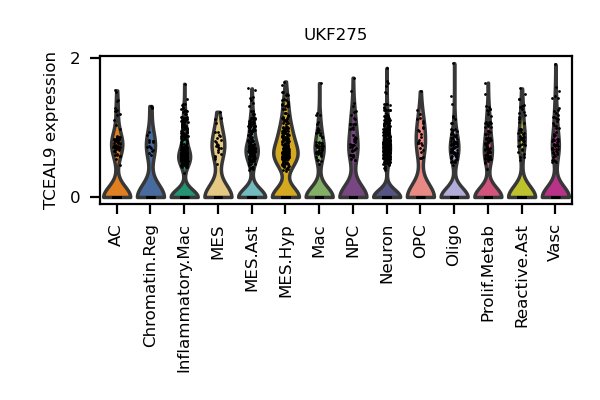 UKF275
TCEAL9 expression
2
0
AC
Chromatin.Reg
Inflammatory.Mac
MES
MES.Ast
MES.Hyp
Mac
NPC
Neuron
OPC
Oligo
Prolif.Metab
Reactive.Ast
Vasc